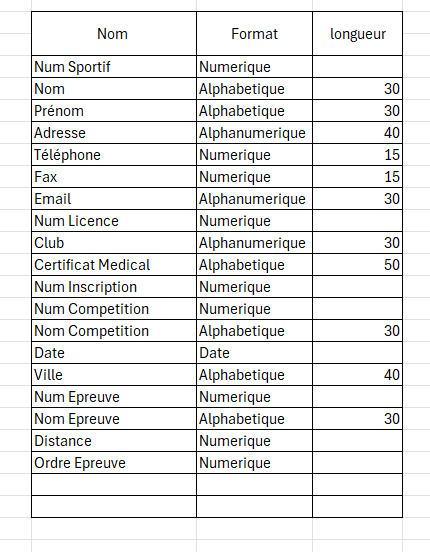 Nom Format longueur
Num Sportif Numerique
Nom Alphabetique 30
Prénom Alphabetique 30
Adresse Alphanumerique 40
Téléphone Numerique 15
Fax Numerique 15
Email Alphanumerique 30
Num Licence Numerique
Club Alphanumerique 30
Certificat Medical Alphabetique 50
Num Inscription Numerique
Num Competition Numerique
Nom Competition Alphabetique 30
Date Date
Ville Alphabetique 40
Num Epreuve Numerique
Nom Epreuve Alphabetique 30
Distance Numerique
Ordre Epreuve Numerique